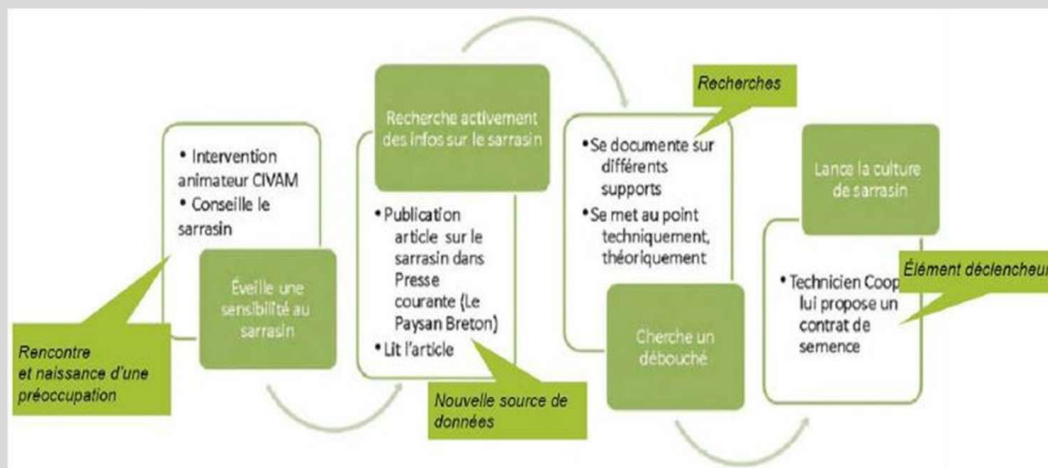 • Intervention
animateur CIVAM
• Conseille le
sarrasin
Éveille une
sensibilité au
sarrasin
Rencontre
et naissance d'une
préoccupation
Recherche activement
des infos sur le sarrasin
• Publication
article sur le
sarrasin dans
Presse
courante (Le
Paysan Breton)
• Lit l'article
Nouvelle source de
données
Recherches
•Se documente sur
différents
supports
•Se met au point
techniquement,
théoriquement
Cherche un
débouché
Lance la culture
de sarrasin
• Technicien Coop
lui propose un
contrat de
semence
Élément déclencheur